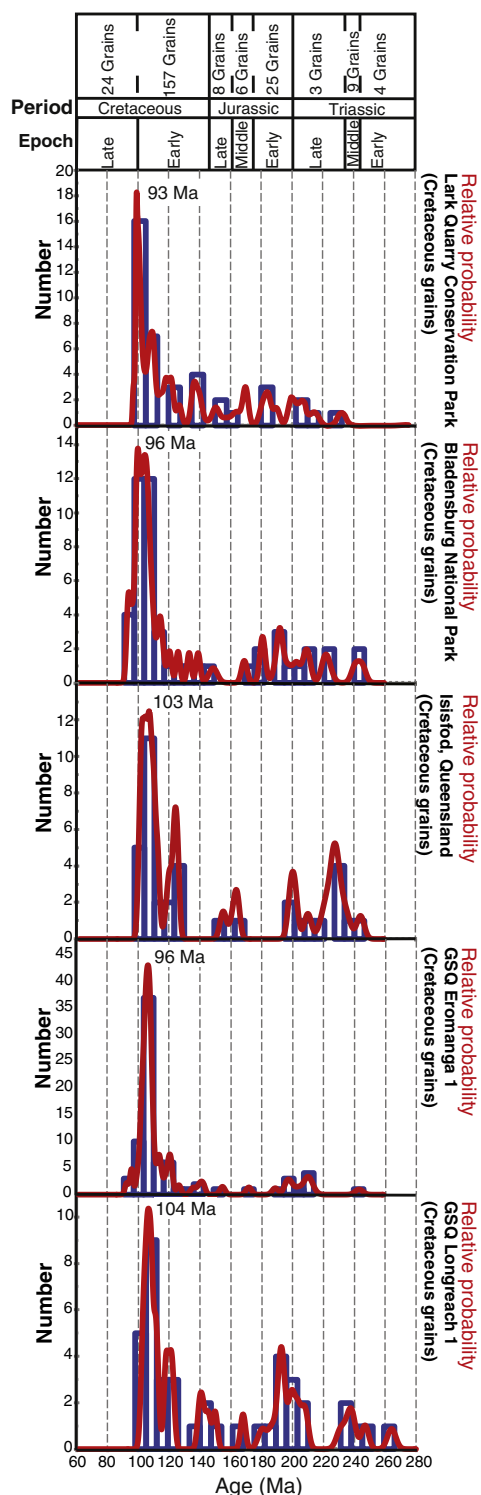 24 Grains
157 Grains
8 Grains
6 Grains
25 Grains
3 Grains
9 Grains
4 Grains
Period
Cretaceous
Jurassic
Triassic
Epoch
Late
Early
Late
Middle
Early
Late
Middle
Early
20
18
16
14
12
10
8
6
4
2
0
Number
93 Ma
Relative probability
Lark Quarry Conservation Park
(Cretaceous grains)
14
12
10
8
6
4
2
0
Number
96 Ma
Relative probability
Bladensburg National Park
(Cretaceous grains)
12
10
8
6
4
2
0
Number
103 Ma
Relative probability
Isisfod, Queensland
(Cretaceous grains)
45
40
35
30
25
20
15
10
5
0
Number
96 Ma
Relative probability
GSQ Eromanga 1
(Cretaceous grains)
10
8
6
4
2
0
Number
104 Ma
Relative probability
GSQ Longreach 1
(Cretaceous grains)
60 80 100 120 140 160 180 200 220 240 260 280
Age (Ma)